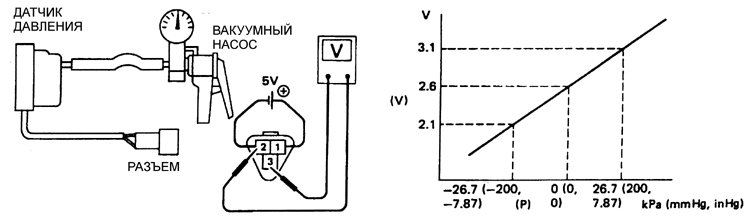 ДАТЧИК
ДАВЛЕНИЯ
ВАКУУМНЫЙ
НАСОС
РАЗЪЕМ
5V
⊕
V
2 1
3
V
3.1
2.6
(V)
2.1
−26.7 (−200, 0 (0, 26.7 (200,
−7.87) (P) 0) 7.87) kPa (mmHg, inHg)